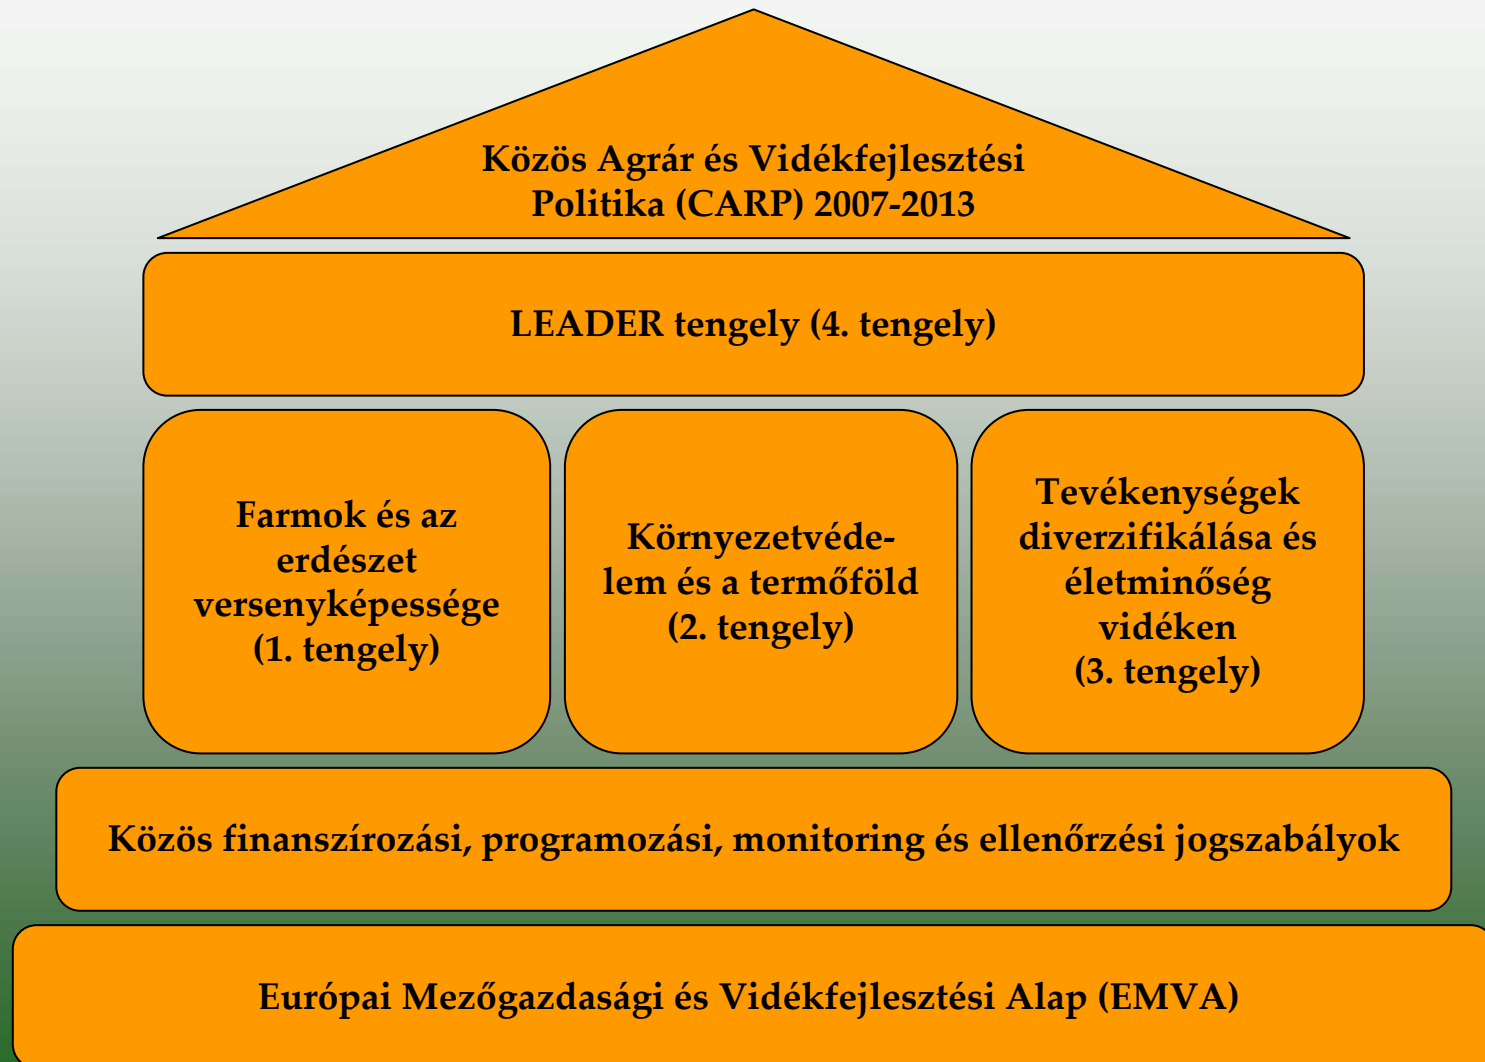 Közös Agrár és Vidékfejlesztési
Politika (CARP) 2007-2013
LEADER tengely (4. tengely)
Farmok és az
erdészet
versenyképessége
(1. tengely)
Környezetvéde-
lem és a termőföld
(2. tengely)
Tevékenységek
diverzifikálása és
életminőség
vidéken
(3. tengely)
Közös finanszírozási, programozási, monitoring és ellenőrzési jogszabályok
Európai Mezőgazdasági és Vidékfejlesztési Alap (EMVA)